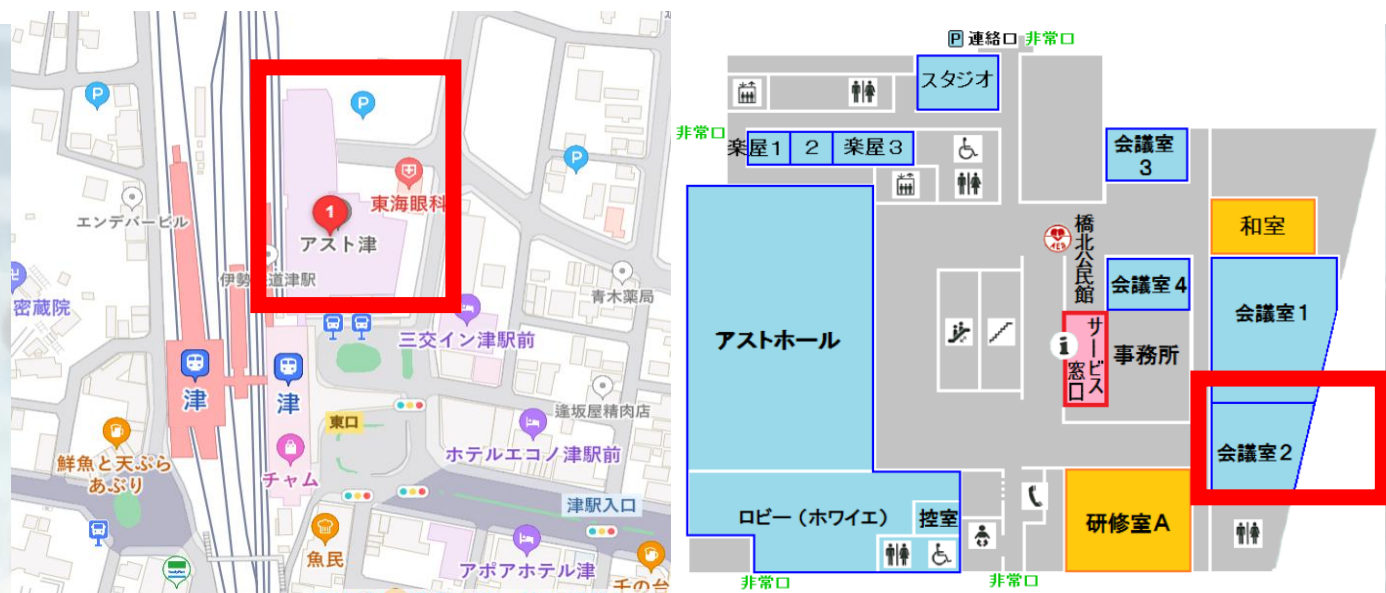 P
エンデバービル
P
P
東海眼科
1
アスト津
伊勢
道津駅
密蔵院
青木薬局
三交イン津駅前
津
津
東口
逢坂屋精肉店
鮮魚と天ぷら
あぶり
チャム
ホテルエコノ津駅前
津駅入口
魚民
アポアホテル津
千の台
P 連絡口 非常口
スタジオ
非常口
楽屋1
2
楽屋3
会議室
3
和室
橋北公民館
会議室4
会議室1
アストホール
サービス
窓口
i
事務所
会議室2
ロビー（ホワイエ）
控室
研修室A
非常口
非常口